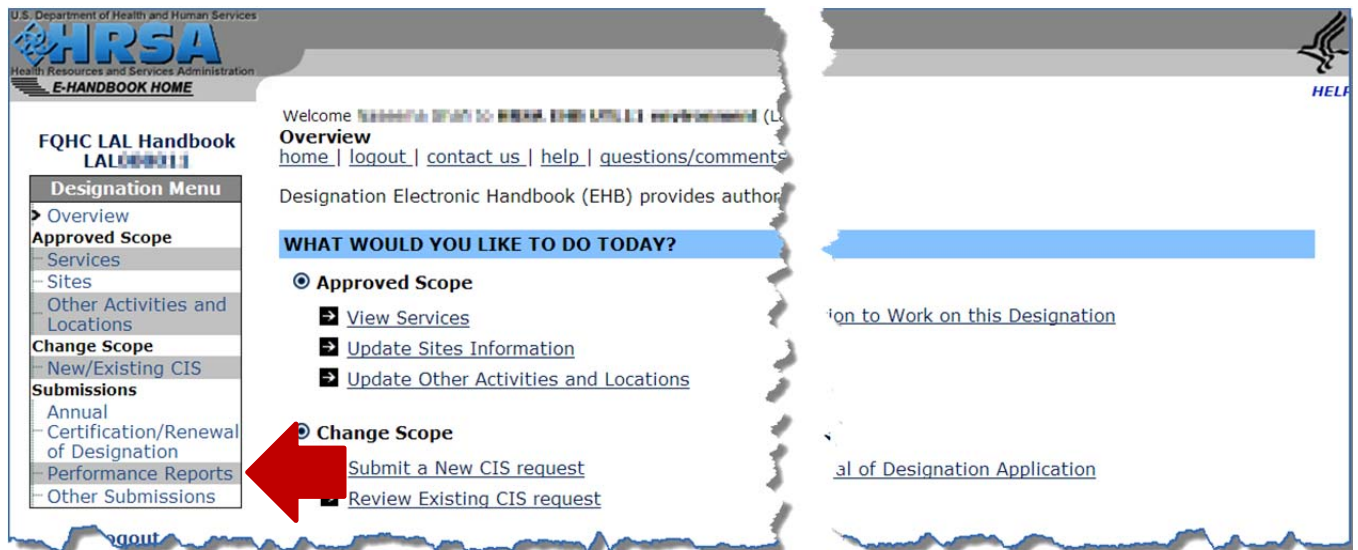 U.S. Department of Health and Human Services
HRSA
Health Resources and Services Administration
E-HANDBOOK HOME
HELP
FQHC LAL Handbook
LAL
Designation Menu
Overview
Approved Scope
Services
Sites
Other Activities and
Locations
Change Scope
New/Existing CIS
Submissions
Annual
Certification/Renewal
of Designation
Performance Reports
Other Submissions
ogout
Welcome
Overview
home | logout | contact us | help | questions/comments
Designation Electronic Handbook (EHB) provides author
WHAT WOULD YOU LIKE TO DO TODAY?
Approved Scope
View Services
Update Sites Information
Update Other Activities and Locations
Change Scope
Submit a New CIS request
Review Existing CIS request
ion to Work on this Designation
al of Designation Application